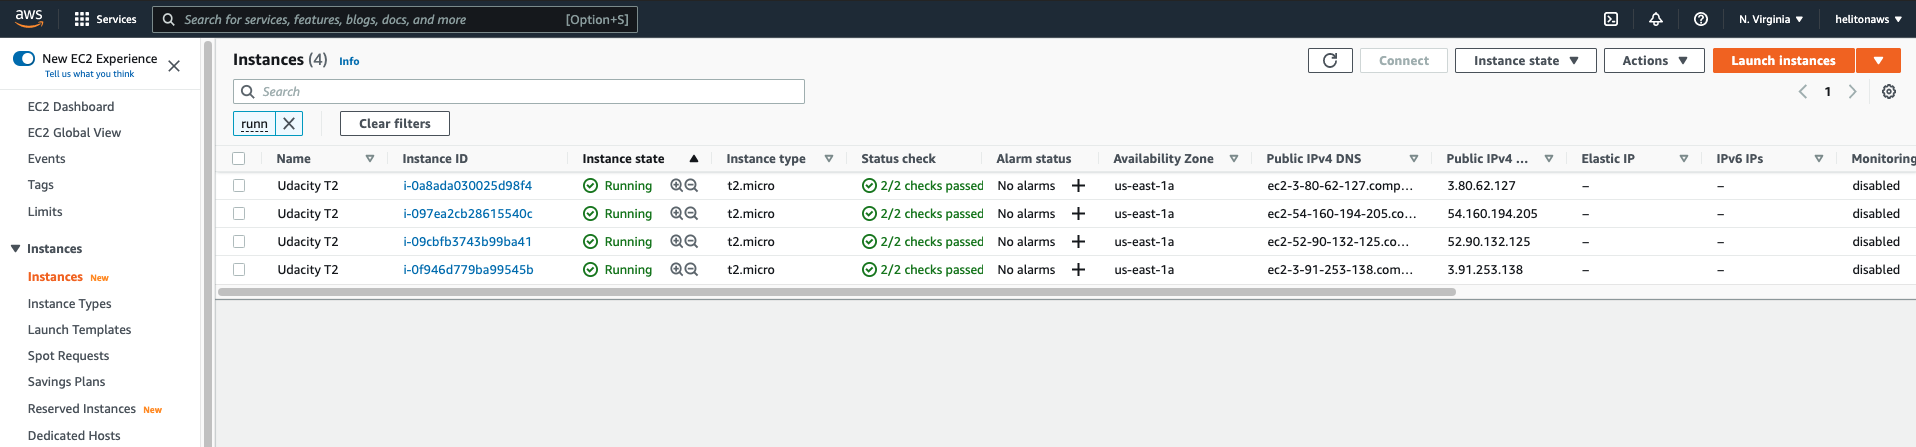 aws Services Search for services, features, blogs, docs, and more [Option+S] N. Virginia ▼ helitonaws ▼
New EC2 Experience
Tell us what you think
EC2 Dashboard
EC2 Global View
Events
Tags
Limits
Instances
Instances New
Instance Types
Launch Templates
Spot Requests
Savings Plans
Reserved Instances New
Dedicated Hosts
Instances (4) Info
Connect Instance state Actions Launch instances
Search
1
runn Clear filters
Name Instance ID Instance state Instance type Status check Alarm status Availability Zone Public IPv4 DNS Public IPv4 ... Elastic IP IPv6 IPs Monitoring
Udacity T2 i-0a8ada030025d98f4 Running t2.micro 2/2 checks passed No alarms + us-east-1a ec2-3-80-62-127.comp... 3.80.62.127 – – disabled
Udacity T2 i-097ea2cb28615540c Running t2.micro 2/2 checks passed No alarms + us-east-1a ec2-54-160-194-205.co... 54.160.194.205 – – disabled
Udacity T2 i-09cbfb3743b99ba41 Running t2.micro 2/2 checks passed No alarms + us-east-1a ec2-52-90-132-125.co... 52.90.132.125 – – disabled
Udacity T2 i-0f946d779ba99545b Running t2.micro 2/2 checks passed No alarms + us-east-1a ec2-3-91-253-138.com... 3.91.253.138 – – disabled